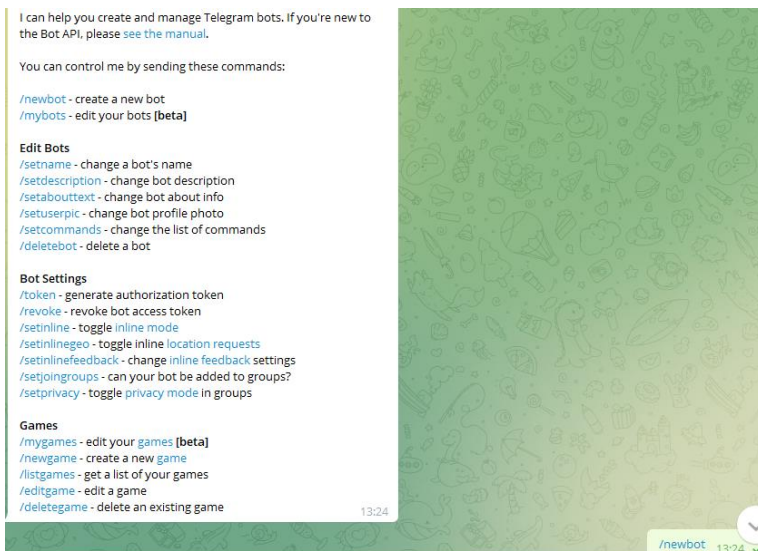 I can help you create and manage Telegram bots. If you're new to
the Bot API, please see the manual.
You can control me by sending these commands:
/newbot - create a new bot
/mybots - edit your bots [beta]
Edit Bots
/setname - change a bot's name
/setdescription - change bot description
/setabouttext - change bot about info
/setuserpic - change bot profile photo
/setcommands - change the list of commands
/deletebot - delete a bot
Bot Settings
/token - generate authorization token
/revoke - revoke bot access token
/setinline - toggle inline mode
/setinlinegeo - toggle inline location requests
/setinlinefeedback - change inline feedback settings
/setjoingroups - can your bot be added to groups?
/setprivacy - toggle privacy mode in groups
Games
/mygames - edit your games [beta]
/newgame - create a new game
/listgames - get a list of your games
/editgame - edit a game
/deletegame - delete an existing game
13:24
/newbot 13:24